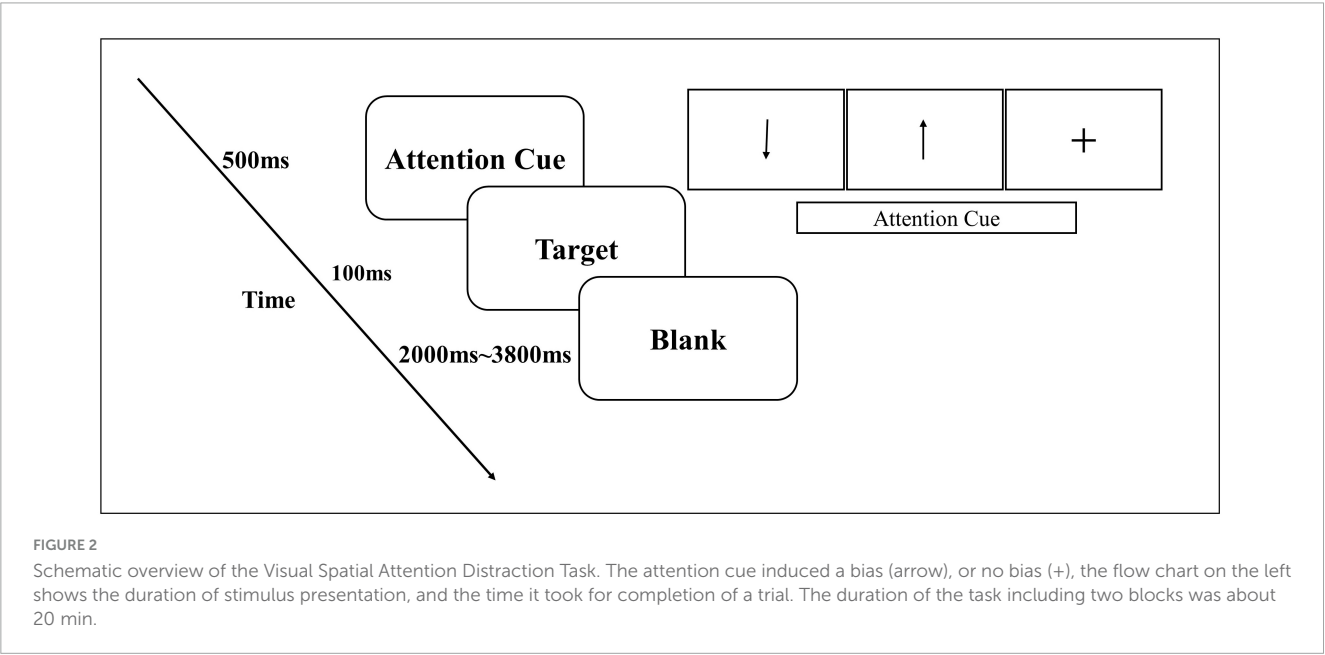 500ms
Attention Cue
Target
100ms
Time
Blank
2000ms~3800ms
+
Attention Cue
FIGURE 2
Schematic overview of the Visual Spatial Attention Distraction Task. The attention cue induced a bias (arrow), or no bias (+), the flow chart on the left
shows the duration of stimulus presentation, and the time it took for completion of a trial. The duration of the task including two blocks was about
20 min.